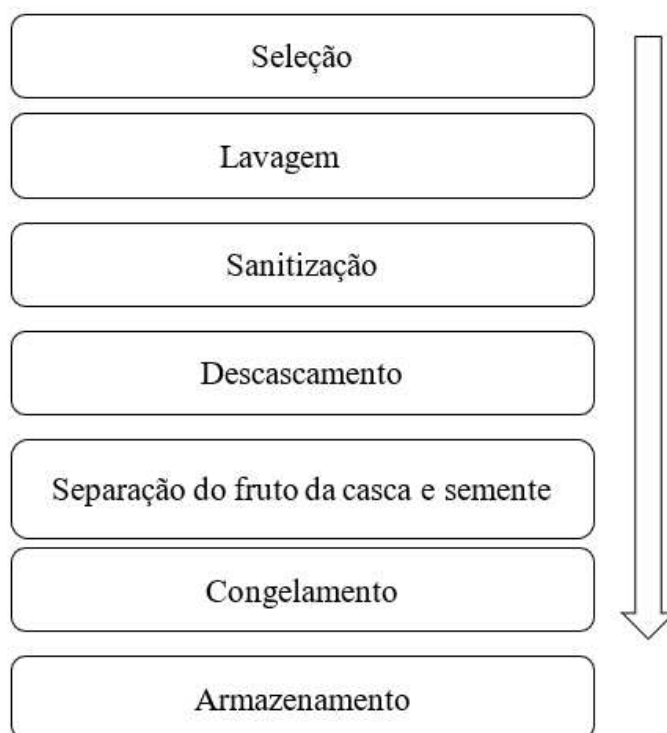 Seleção
Lavagem
Sanitização
Descascamento
Separação do fruto da casca e semente
Congelamento
Armazenamento